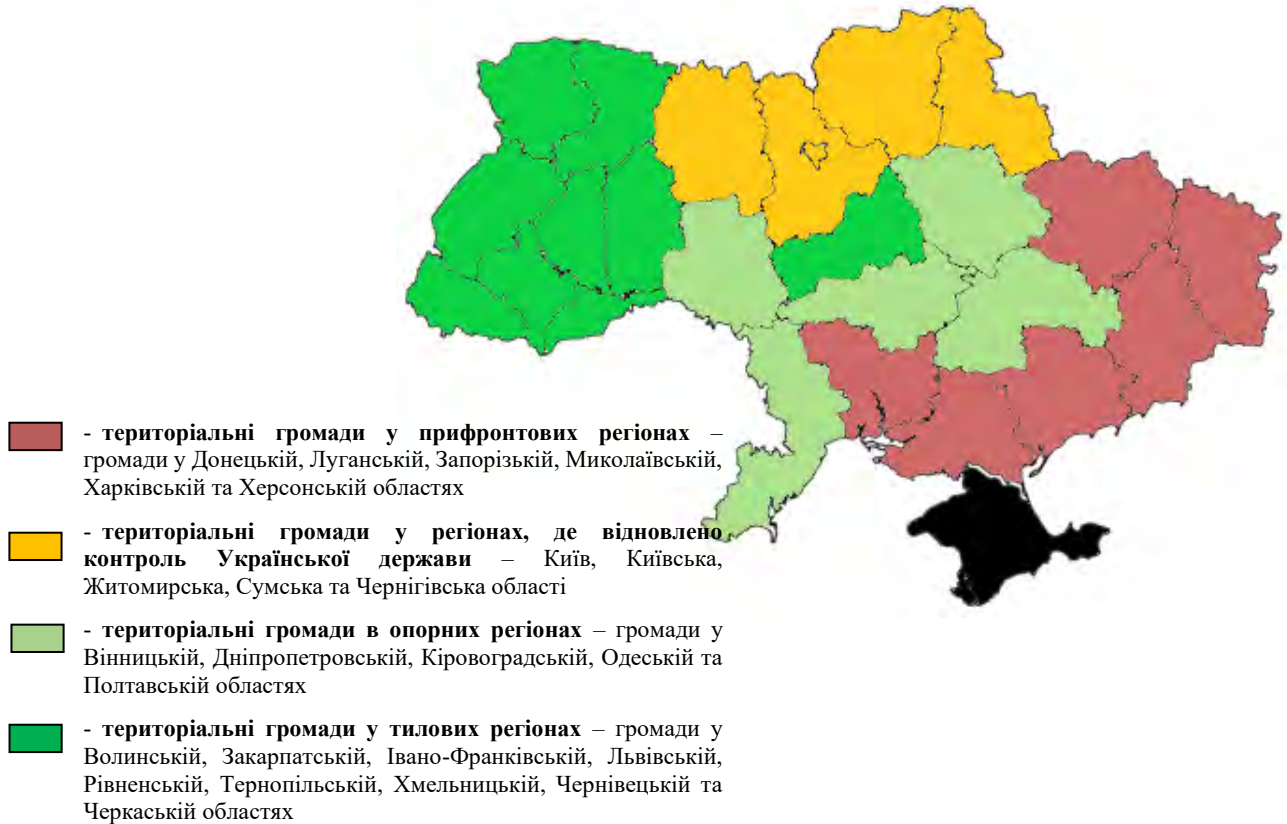 - територіальні громади у прифронтових регіонах –
громади у Донецькій, Луганській, Запорізькій, Миколаївській,
Харківській та Херсонській областях
- територіальні громади у регіонах, де відновлено
контроль Української держави – Київ, Київська,
Житомирська, Сумська та Чернігівська області
- територіальні громади в опорних регіонах – громади у
Вінницькій, Дніпропетровській, Кіровоградській, Одеській та
Полтавській областях
- територіальні громади у тилових регіонах – громади у
Волинській, Закарпатській, Івано-Франківській, Львівській,
Рівненській, Тернопільській, Хмельницькій, Чернівецькій та
Черкаській областях